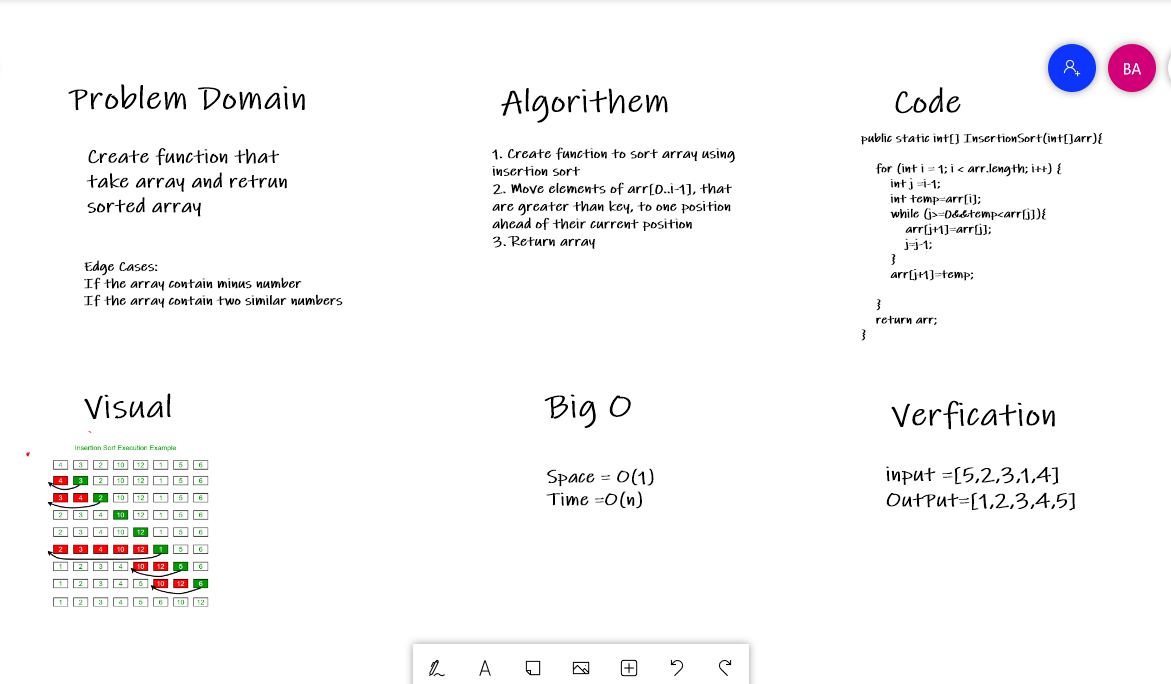 BA
Problem Domain
Create function that
take array and retrun
sorted array
Edge Cases:
If the array contain minus number
If the array contain two similar numbers
Algorithem
1. Create function to sort array using
insertion sort
2. Move elements of arr[0..i-1], that
are greater than key, to one position
ahead of their current position
3. Return array
Code
public static int[] InsertionSort(int[]arr){
for (int i = 1; i < arr.length; i++) {
int j =i-1;
int temp=arr[i];
while (j>=0&&temp<arr[j]){
arr[j+1]=arr[j];
j=j-1;
}
arr[j+1]=temp;
}
return arr;
}
Visual
Insertion Sort Execution Example
4 3 2 10 12 1 5 6
4 3 2 10 12 1 5 6
3 4 2 10 12 1 5 6
2 3 4 10 12 1 5 6
2 3 4 10 12 1 5 6
2 3 4 10 12 1 5 6
1 2 3 4 10 12 5 6
1 2 3 4 5 10 12 6
1 2 3 4 5 6 10 12
Big O
Space = O(1)
Time =O(n)
Verfication
input =[5,2,3,1,4]
Output=[1,2,3,4,5]
A